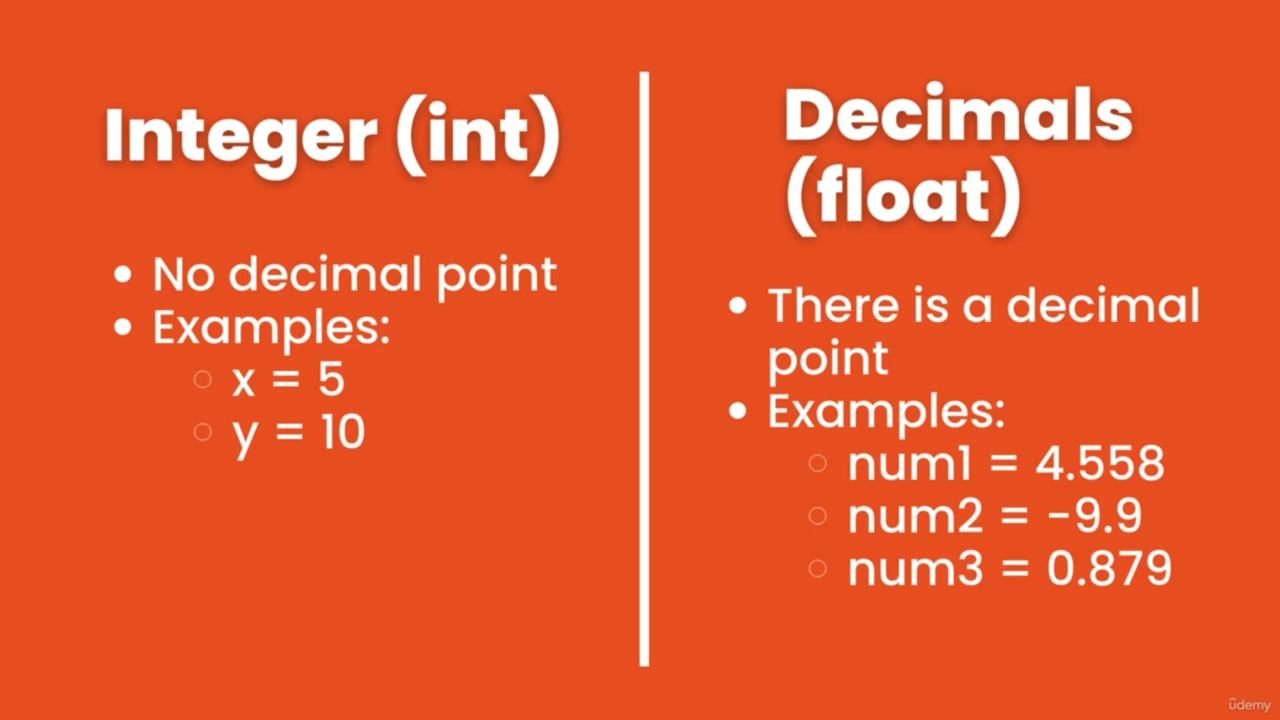 Integer (int)
• No decimal point
• Examples:
○ x = 5
○ y = 10
Decimals
(float)
• There is a decimal
point
• Examples:
○ num1 = 4.558
○ num2 = -9.9
○ num3 = 0.879
ûdemy